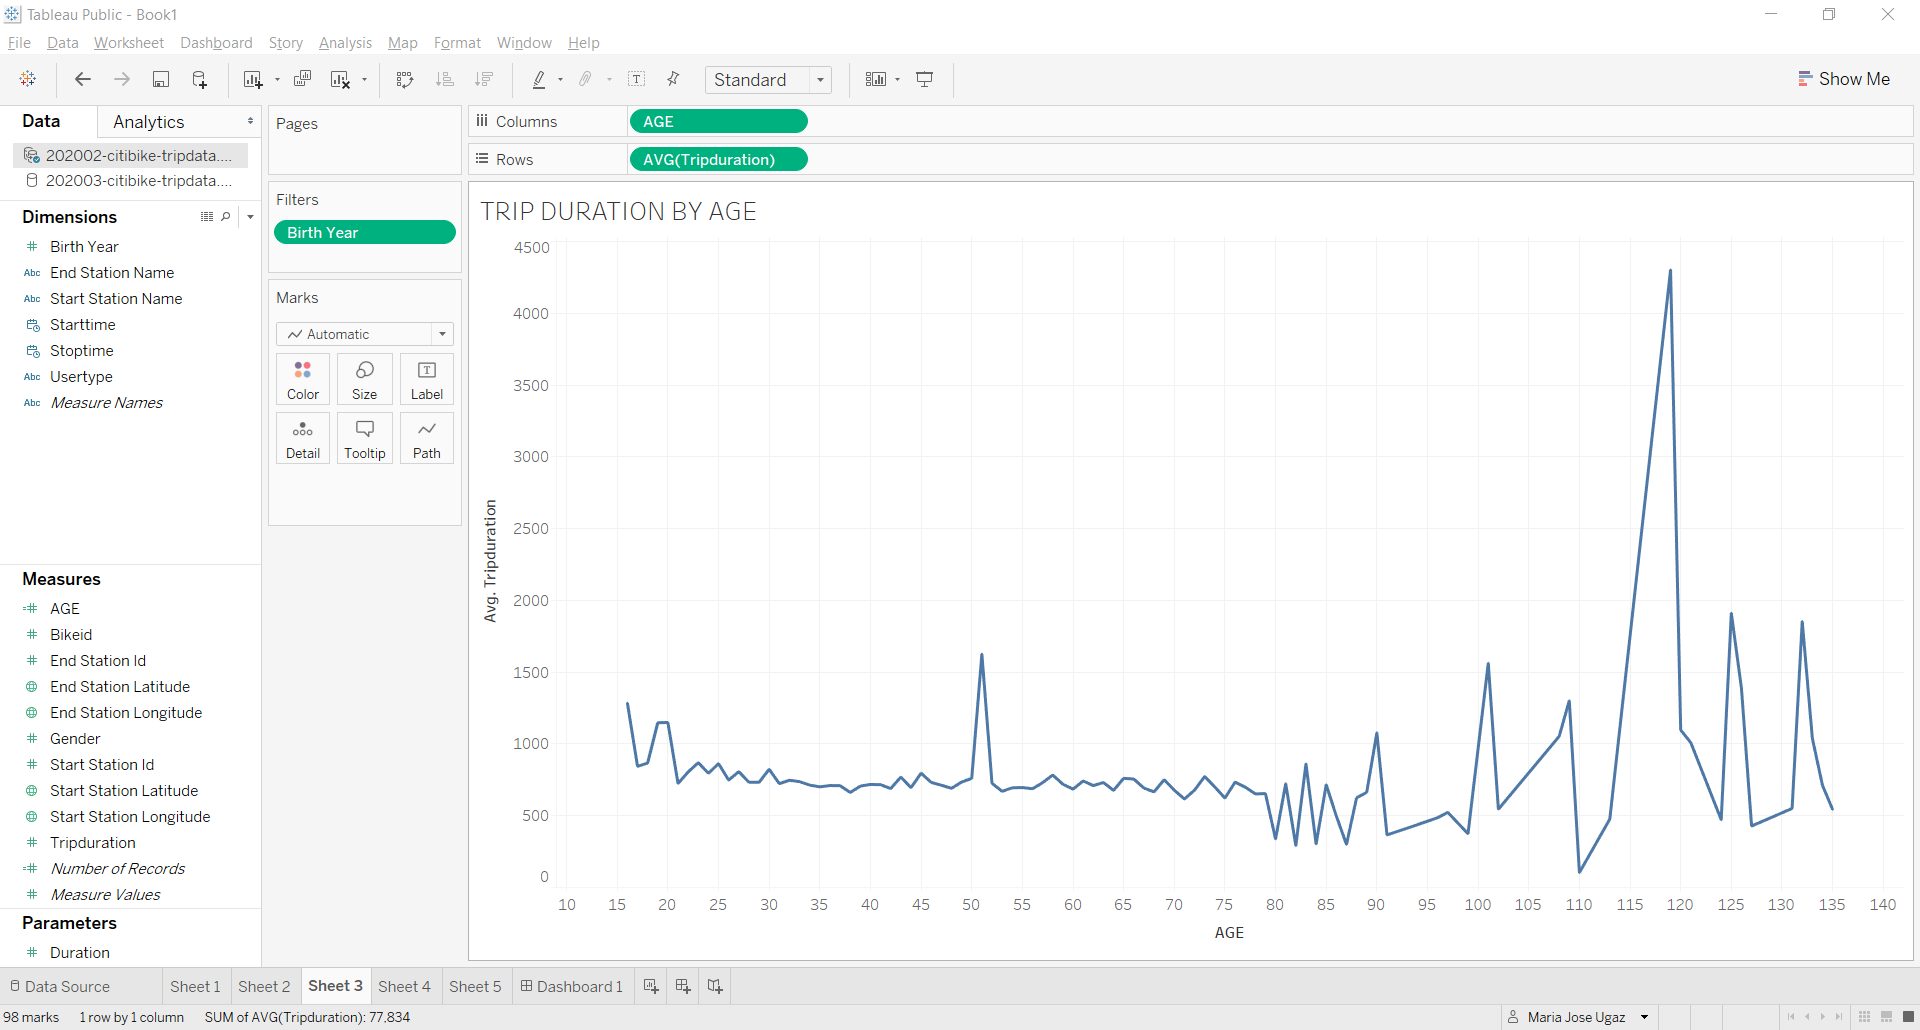 Tableau Public - Book1
File Data Worksheet Dashboard Story Analysis Map Format Window Help
Standard
Show Me
Data
Analytics
202002-citibike-tripdata....
202003-citibike-tripdata....
Dimensions
Birth Year
Abc End Station Name
Abc Start Station Name
Starttime
Stoptime
Abc Usertype
Abc Measure Names
Measures
AGE
Bikeid
End Station Id
End Station Latitude
End Station Longitude
Gender
Start Station Id
Start Station Latitude
Start Station Longitude
Tripduration
Number of Records
Measure Values
Parameters
Duration
Pages
Filters
Birth Year
Marks
Automatic
Color Size Label
Detail Tooltip Path
Columns AGE
Rows AVG(Tripduration)
TRIP DURATION BY AGE
4500
4000
3500
3000
2500
2000
1500
1000
500
0
Avg. Tripduration
10 15 20 25 30 35 40 45 50 55 60 65 70 75 80 85 90 95 100 105 110 115 120 125 130 135 140
AGE
Data Source Sheet 1 Sheet 2 Sheet 3 Sheet 4 Sheet 5 Dashboard 1
98 marks 1 row by 1 column SUM of AVG(Tripduration): 77,834 Maria Jose Ugaz